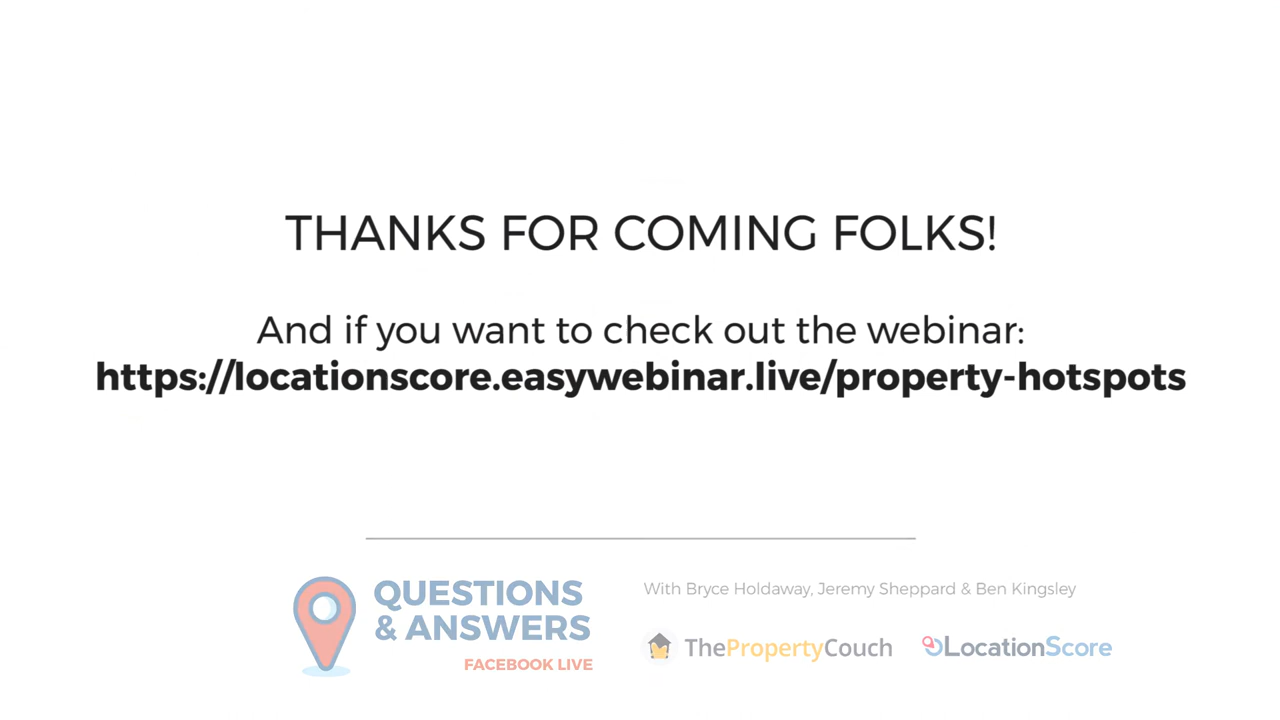 THANKS FOR COMING FOLKS!
And if you want to check out the webinar:
https://locationscore.easywebinar.live/property-hotspots
QUESTIONS
& ANSWERS
FACEBOOK LIVE
With Bryce Holdaway, Jeremy Sheppard & Ben Kingsley
ThePropertyCouch
LocationScore